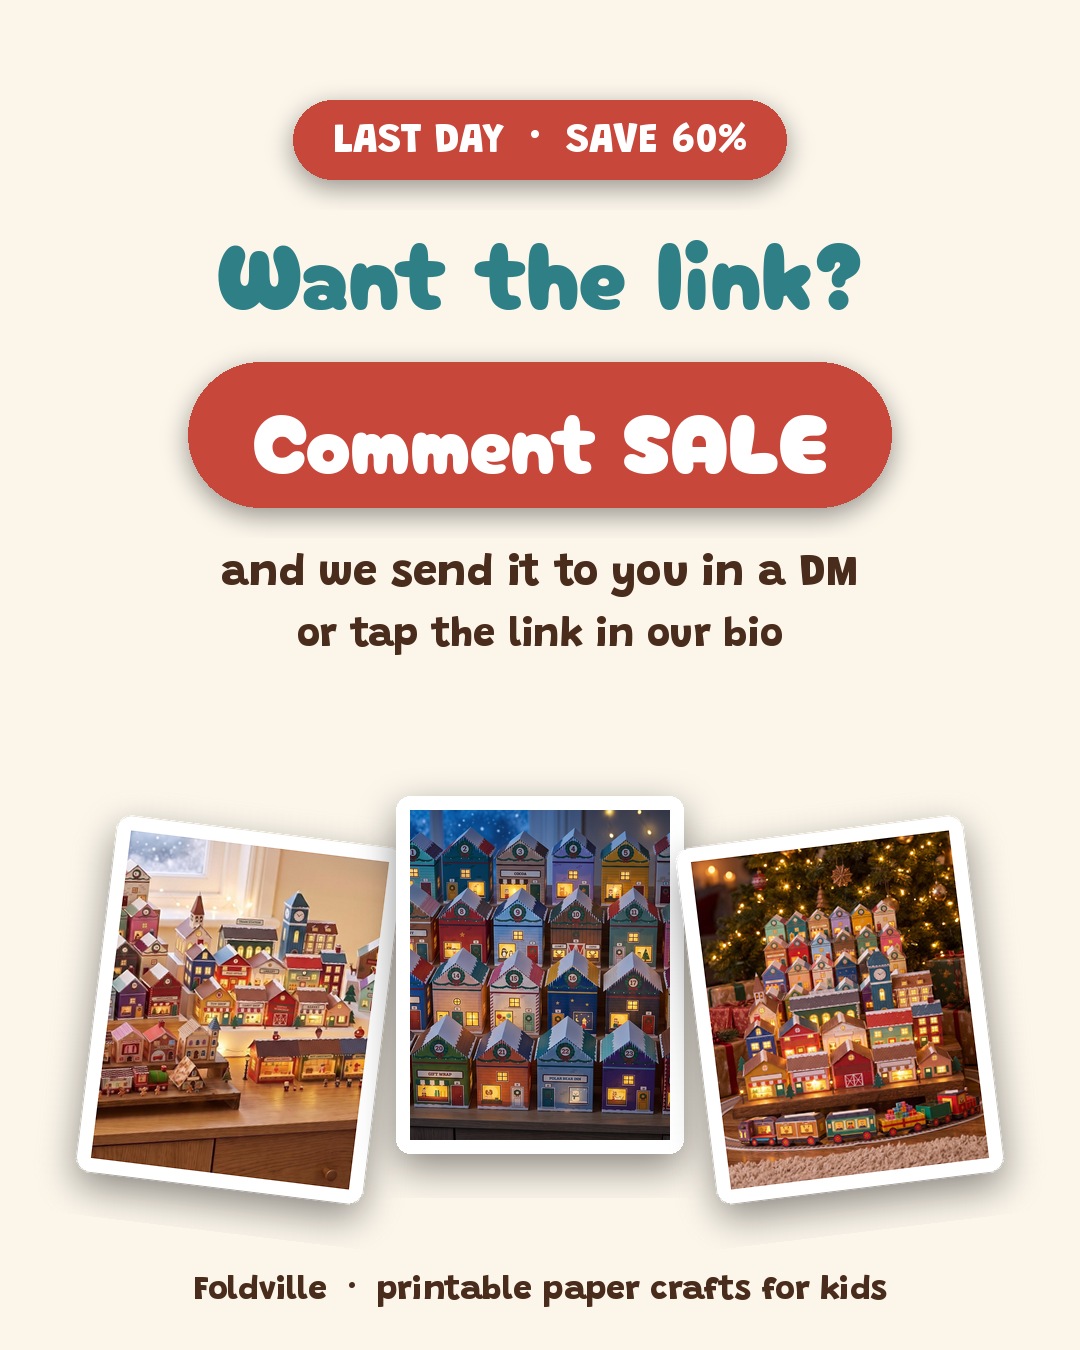 LAST DAY · SAVE 60%
Want the link?
Comment SALE
and we send it to you in a DM
or tap the link in our bio
Foldville · printable paper crafts for kids